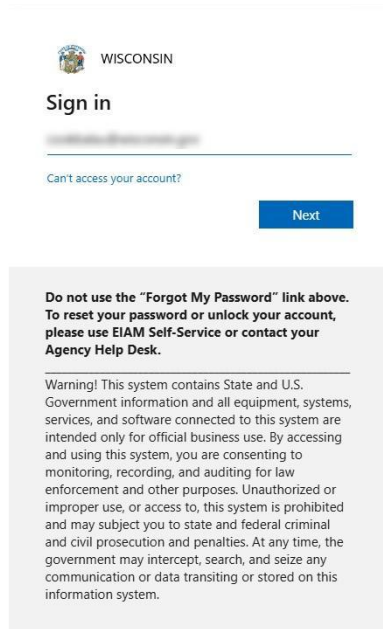 WISCONSIN
Sign in
Can't access your account?
Next
Do not use the “Forgot My Password” link above.
To reset your password or unlock your account,
please use EIAM Self-Service or contact your
Agency Help Desk.
Warning! This system contains State and U.S.
Government information and all equipment, systems,
services, and software connected to this system are
intended only for official business use. By accessing
and using this system, you are consenting to
monitoring, recording, and auditing for law
enforcement and other purposes. Unauthorized or
improper use, or access to, this system is prohibited
and may subject you to state and federal criminal
and civil prosecution and penalties. At any time, the
government may intercept, search, and seize any
communication or data transiting or stored on this
information system.